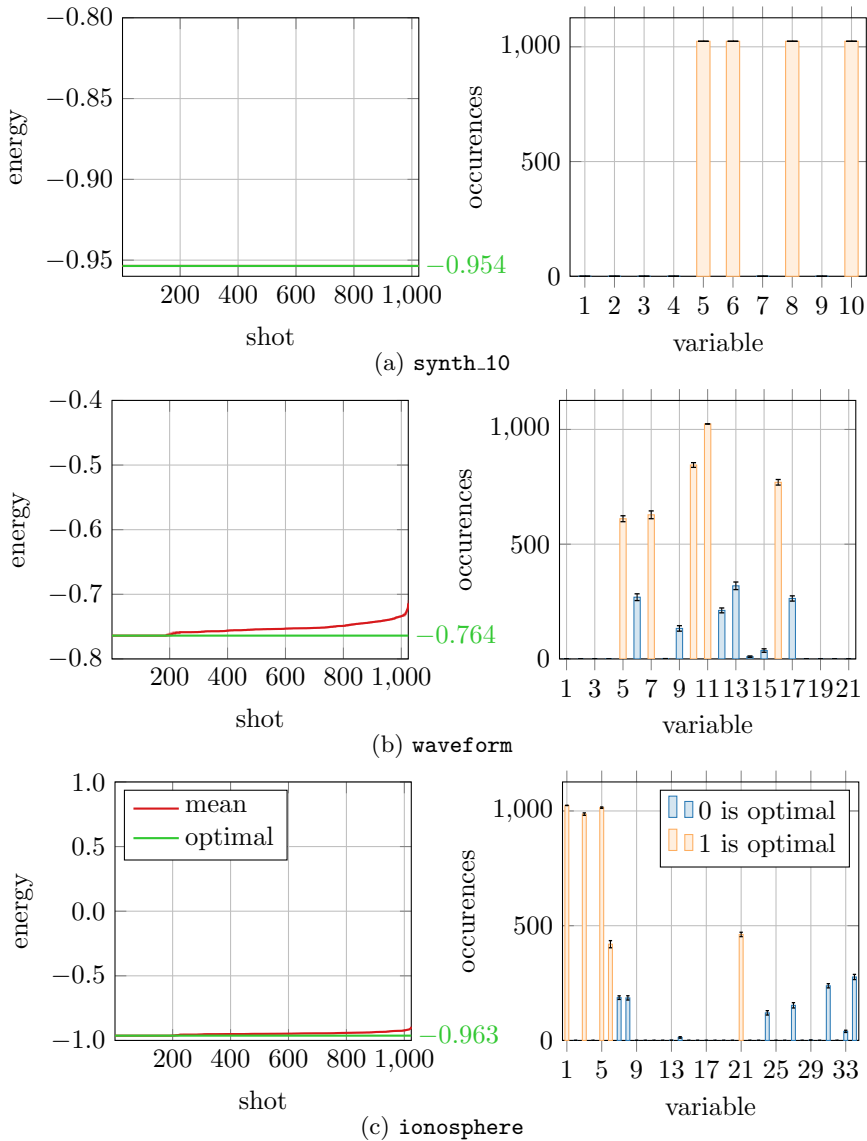 −0.80
−0.85
−0.90
−0.95
energy
200 400 600 800 1,000
shot
−0.954
1,000
500
0
occurences
1 2 3 4 5 6 7 8 9 10
variable
(a) synth_10
−0.4
−0.5
−0.6
−0.7
−0.8
energy
200 400 600 800 1,000
shot
−0.764
1,000
500
0
occurences
1 3 5 7 9 11 13 15 17 19 21
variable
(b) waveform
1.0
0.5
0.0
−0.5
−1.0
energy
mean
optimal
200 400 600 800 1,000
shot
−0.963
1,000
500
0
occurences
0 is optimal
1 is optimal
1 5 9 13 17 21 25 29 33
variable
(c) ionosphere